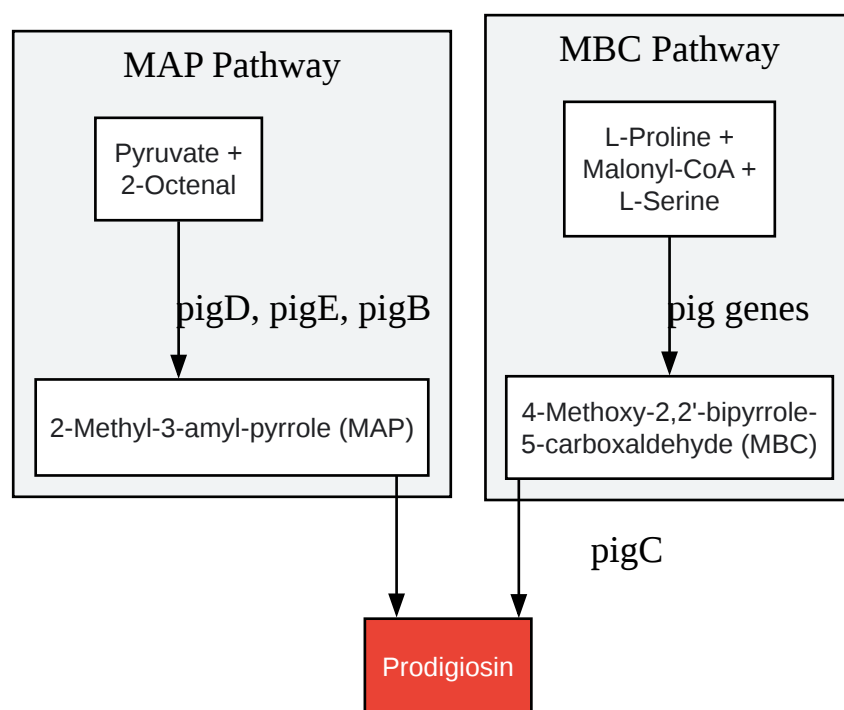 MAP Pathway
Pyruvate +
2-Octenal
pigD, pigE, pigB
2-Methyl-3-amyl-pyrrole (MAP)
MBC Pathway
L-Proline +
Malonyl-CoA +
L-Serine
pig genes
4-Methoxy-2,2'-bipyrrole-
5-carboxaldehyde (MBC)
pigC
Prodigiosin